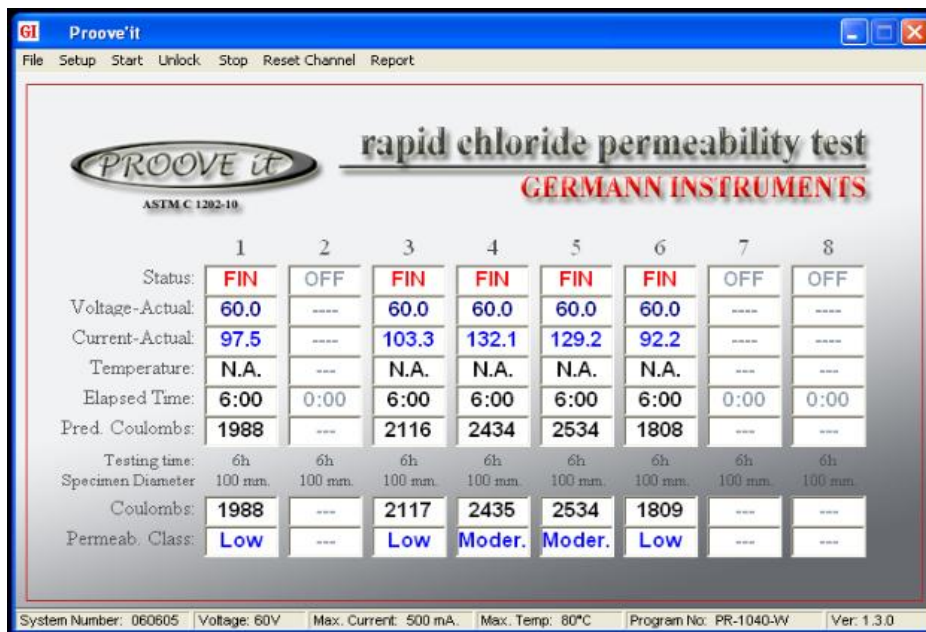 GI Proove'it
File Setup Start Unlock Stop Reset Channel Report
PROOVE it
rapid chloride permeability test
GERMANN INSTRUMENTS
ASTM C 1202-10
1 2 3 4 5 6 7 8
Status: FIN OFF FIN FIN FIN FIN OFF OFF
Voltage-Actual: 60.0 ---- 60.0 60.0 60.0 60.0 ---- ----
Current-Actual: 97.5 ---- 103.3 132.1 129.2 92.2 ---- ----
Temperature: N.A. --- N.A. N.A. N.A. N.A. --- ---
Elapsed Time: 6:00 0:00 6:00 6:00 6:00 6:00 0:00 0:00
Pred. Coulombs: 1988 --- 2116 2434 2534 1808 --- ---
Testing time: 6h 6h 6h 6h 6h 6h 6h 6h
Specimen Diameter 100 mm. 100 mm. 100 mm. 100 mm. 100 mm. 100 mm. 100 mm. 100 mm.
Coulombs: 1988 --- 2117 2435 2534 1809 --- ---
Permeab. Class: Low --- Low Moder. Moder. Low --- ---
System Number: 060605 Voltage: 60V Max. Current: 500 mA. Max. Temp: 80°C Program No: PR-1040-W Ver: 1.3.0